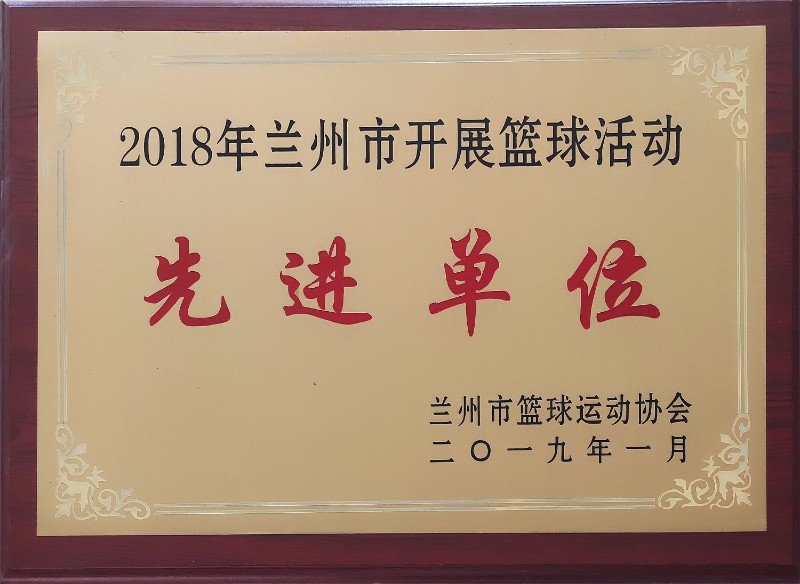 2018年兰州市开展篮球活动
先进单位
兰州市篮球运动协会
二〇一九年一月